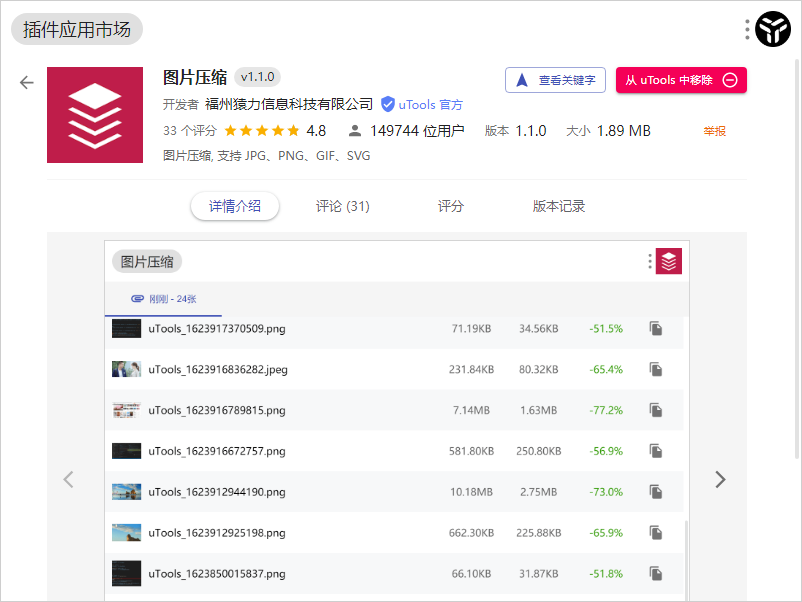 插件应用市场
图片压缩 v1.1.0
查看关键字
从 uTools 中移除
开发者 福州猿力信息科技有限公司 uTools 官方
33 个评分 4.8 149744 位用户 版本 1.1.0 大小 1.89 MB 举报
图片压缩, 支持 JPG、PNG、GIF、SVG
详情介绍 评论 (31) 评分 版本记录
图片压缩
刚刚 - 24张
uTools_1623917370509.png 71.19KB 34.56KB -51.5%
uTools_1623916836282.jpeg 231.84KB 80.32KB -65.4%
uTools_1623916789815.png 7.14MB 1.63MB -77.2%
uTools_1623916672757.png 581.80KB 250.80KB -56.9%
uTools_1623912944190.png 10.18MB 2.75MB -73.0%
uTools_1623912925198.png 662.30KB 225.88KB -65.9%
uTools_1623850015837.png 66.10KB 31.87KB -51.8%